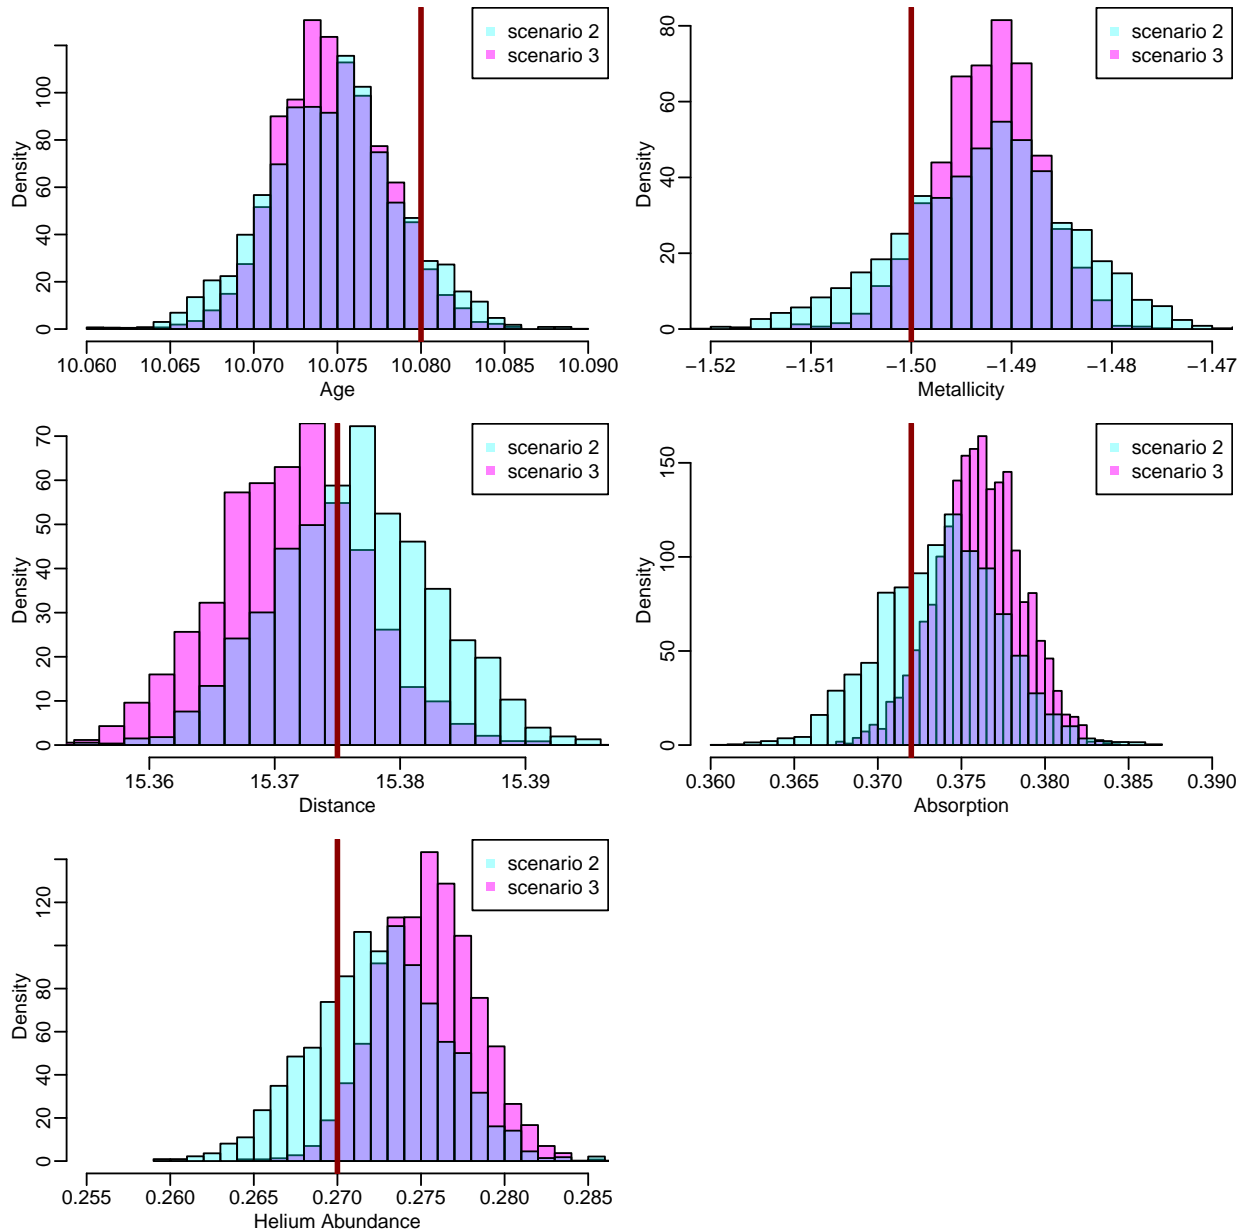 scenario 2
scenario 3
Density
0 20 40 60 80 100
10.060 10.065 10.070 10.075 10.080 10.085 10.090
Age
scenario 2
scenario 3
Density
0 20 40 60 80
−1.52 −1.51 −1.50 −1.49 −1.48 −1.47
Metallicity
scenario 2
scenario 3
Density
0 10 20 30 40 50 60 70
15.36 15.37 15.38 15.39
Distance
scenario 2
scenario 3
Density
0 50 100 150
0.360 0.365 0.370 0.375 0.380 0.385 0.390
Absorption
scenario 2
scenario 3
Density
0 20 40 60 80 120
0.255 0.260 0.265 0.270 0.275 0.280 0.285
Helium Abundance